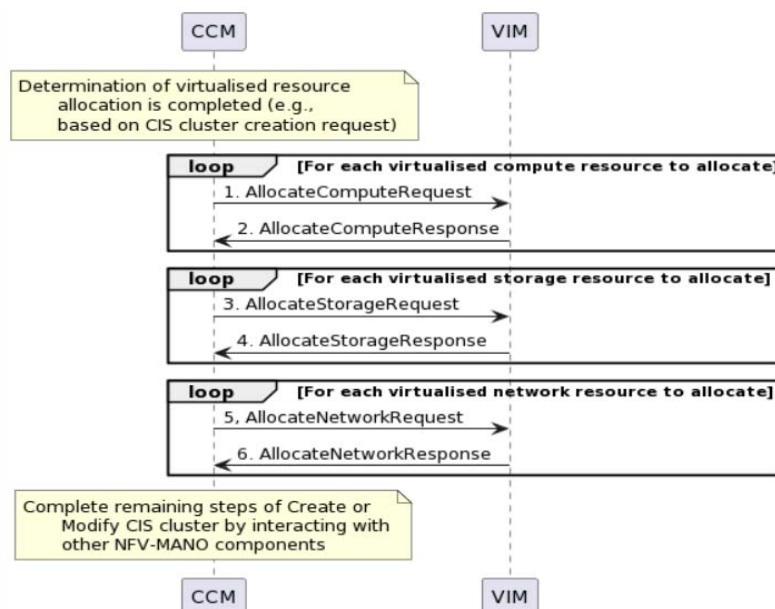 CCM VIM
Determination of virtualised resource
allocation is completed (e.g.,
based on CIS cluster creation request)
loop [For each virtualised compute resource to allocate]
1. AllocateComputeRequest
2. AllocateComputeResponse
loop [For each virtualised storage resource to allocate]
3. AllocateStorageRequest
4. AllocateStorageResponse
loop [For each virtualised network resource to allocate]
5, AllocateNetworkRequest
6. AllocateNetworkResponse
Complete remaining steps of Create or
Modify CIS cluster by interacting with
other NFV-MANO components
CCM VIM